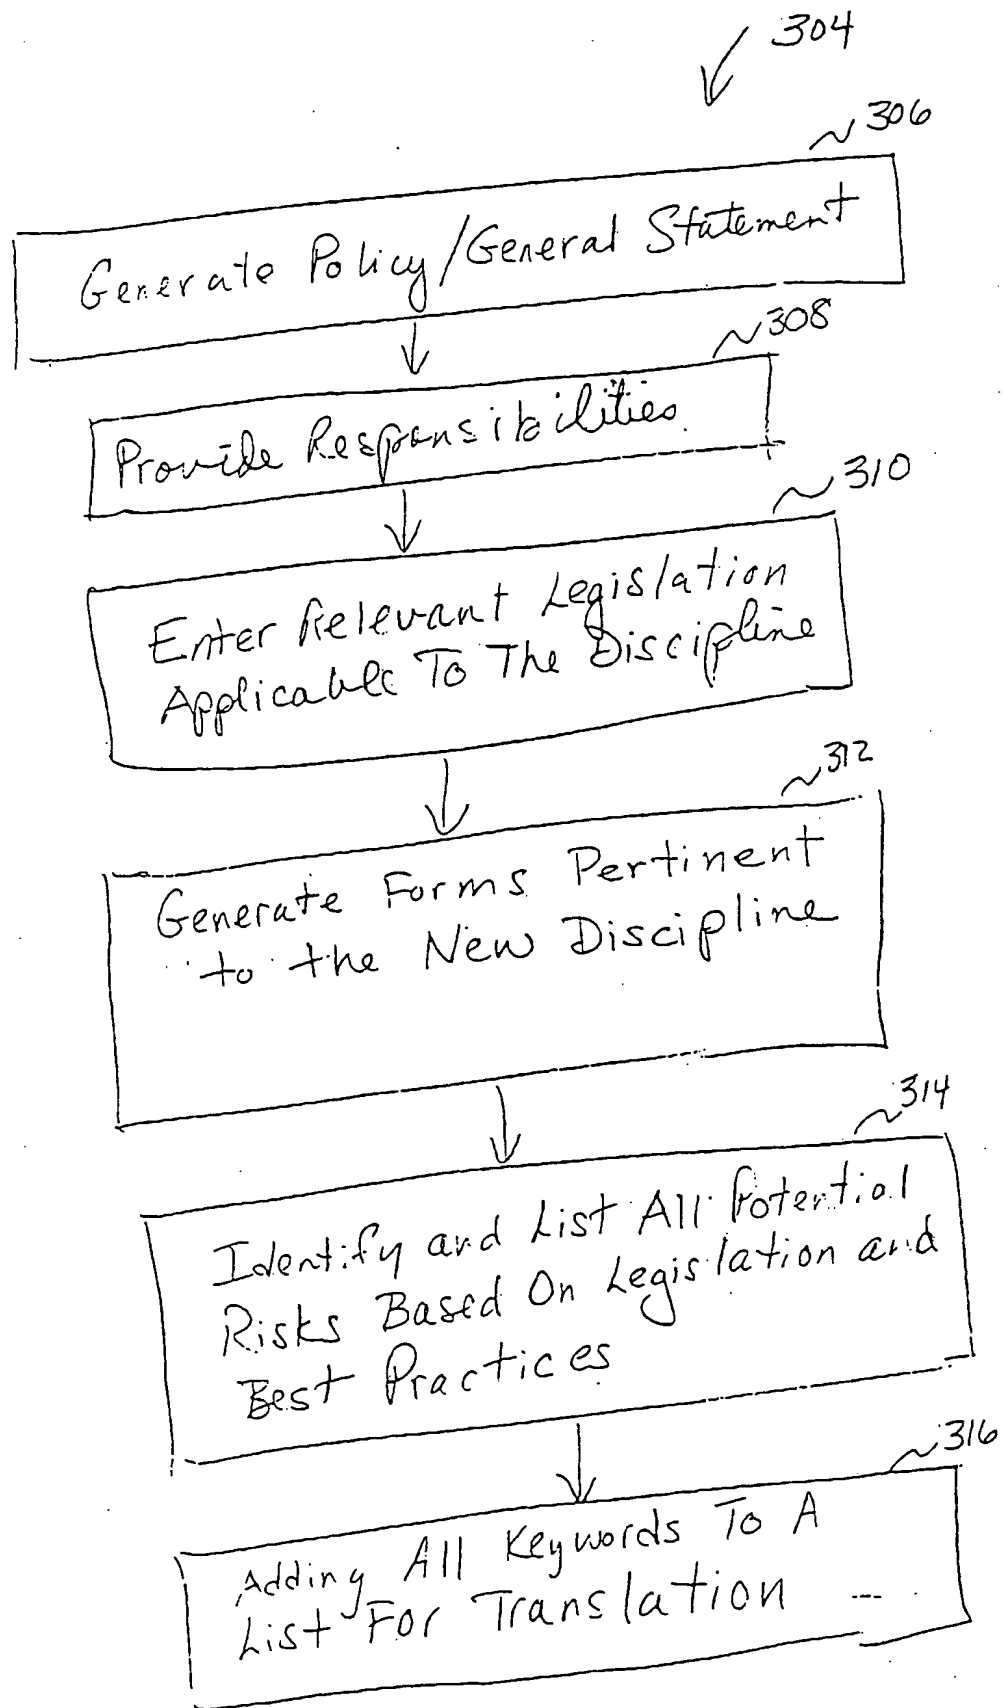 304
306
Generate Policy/General Statement
308
Provide Responsibilities.
310
Enter Relevant Legislation
Applicable To The Discipline
312
Generate Forms Pertinent
to the New Discipline
314
Identify and List All Potential
Risks Based On Legislation and
Best Practices
316
Adding All Keywords To A
List For Translation